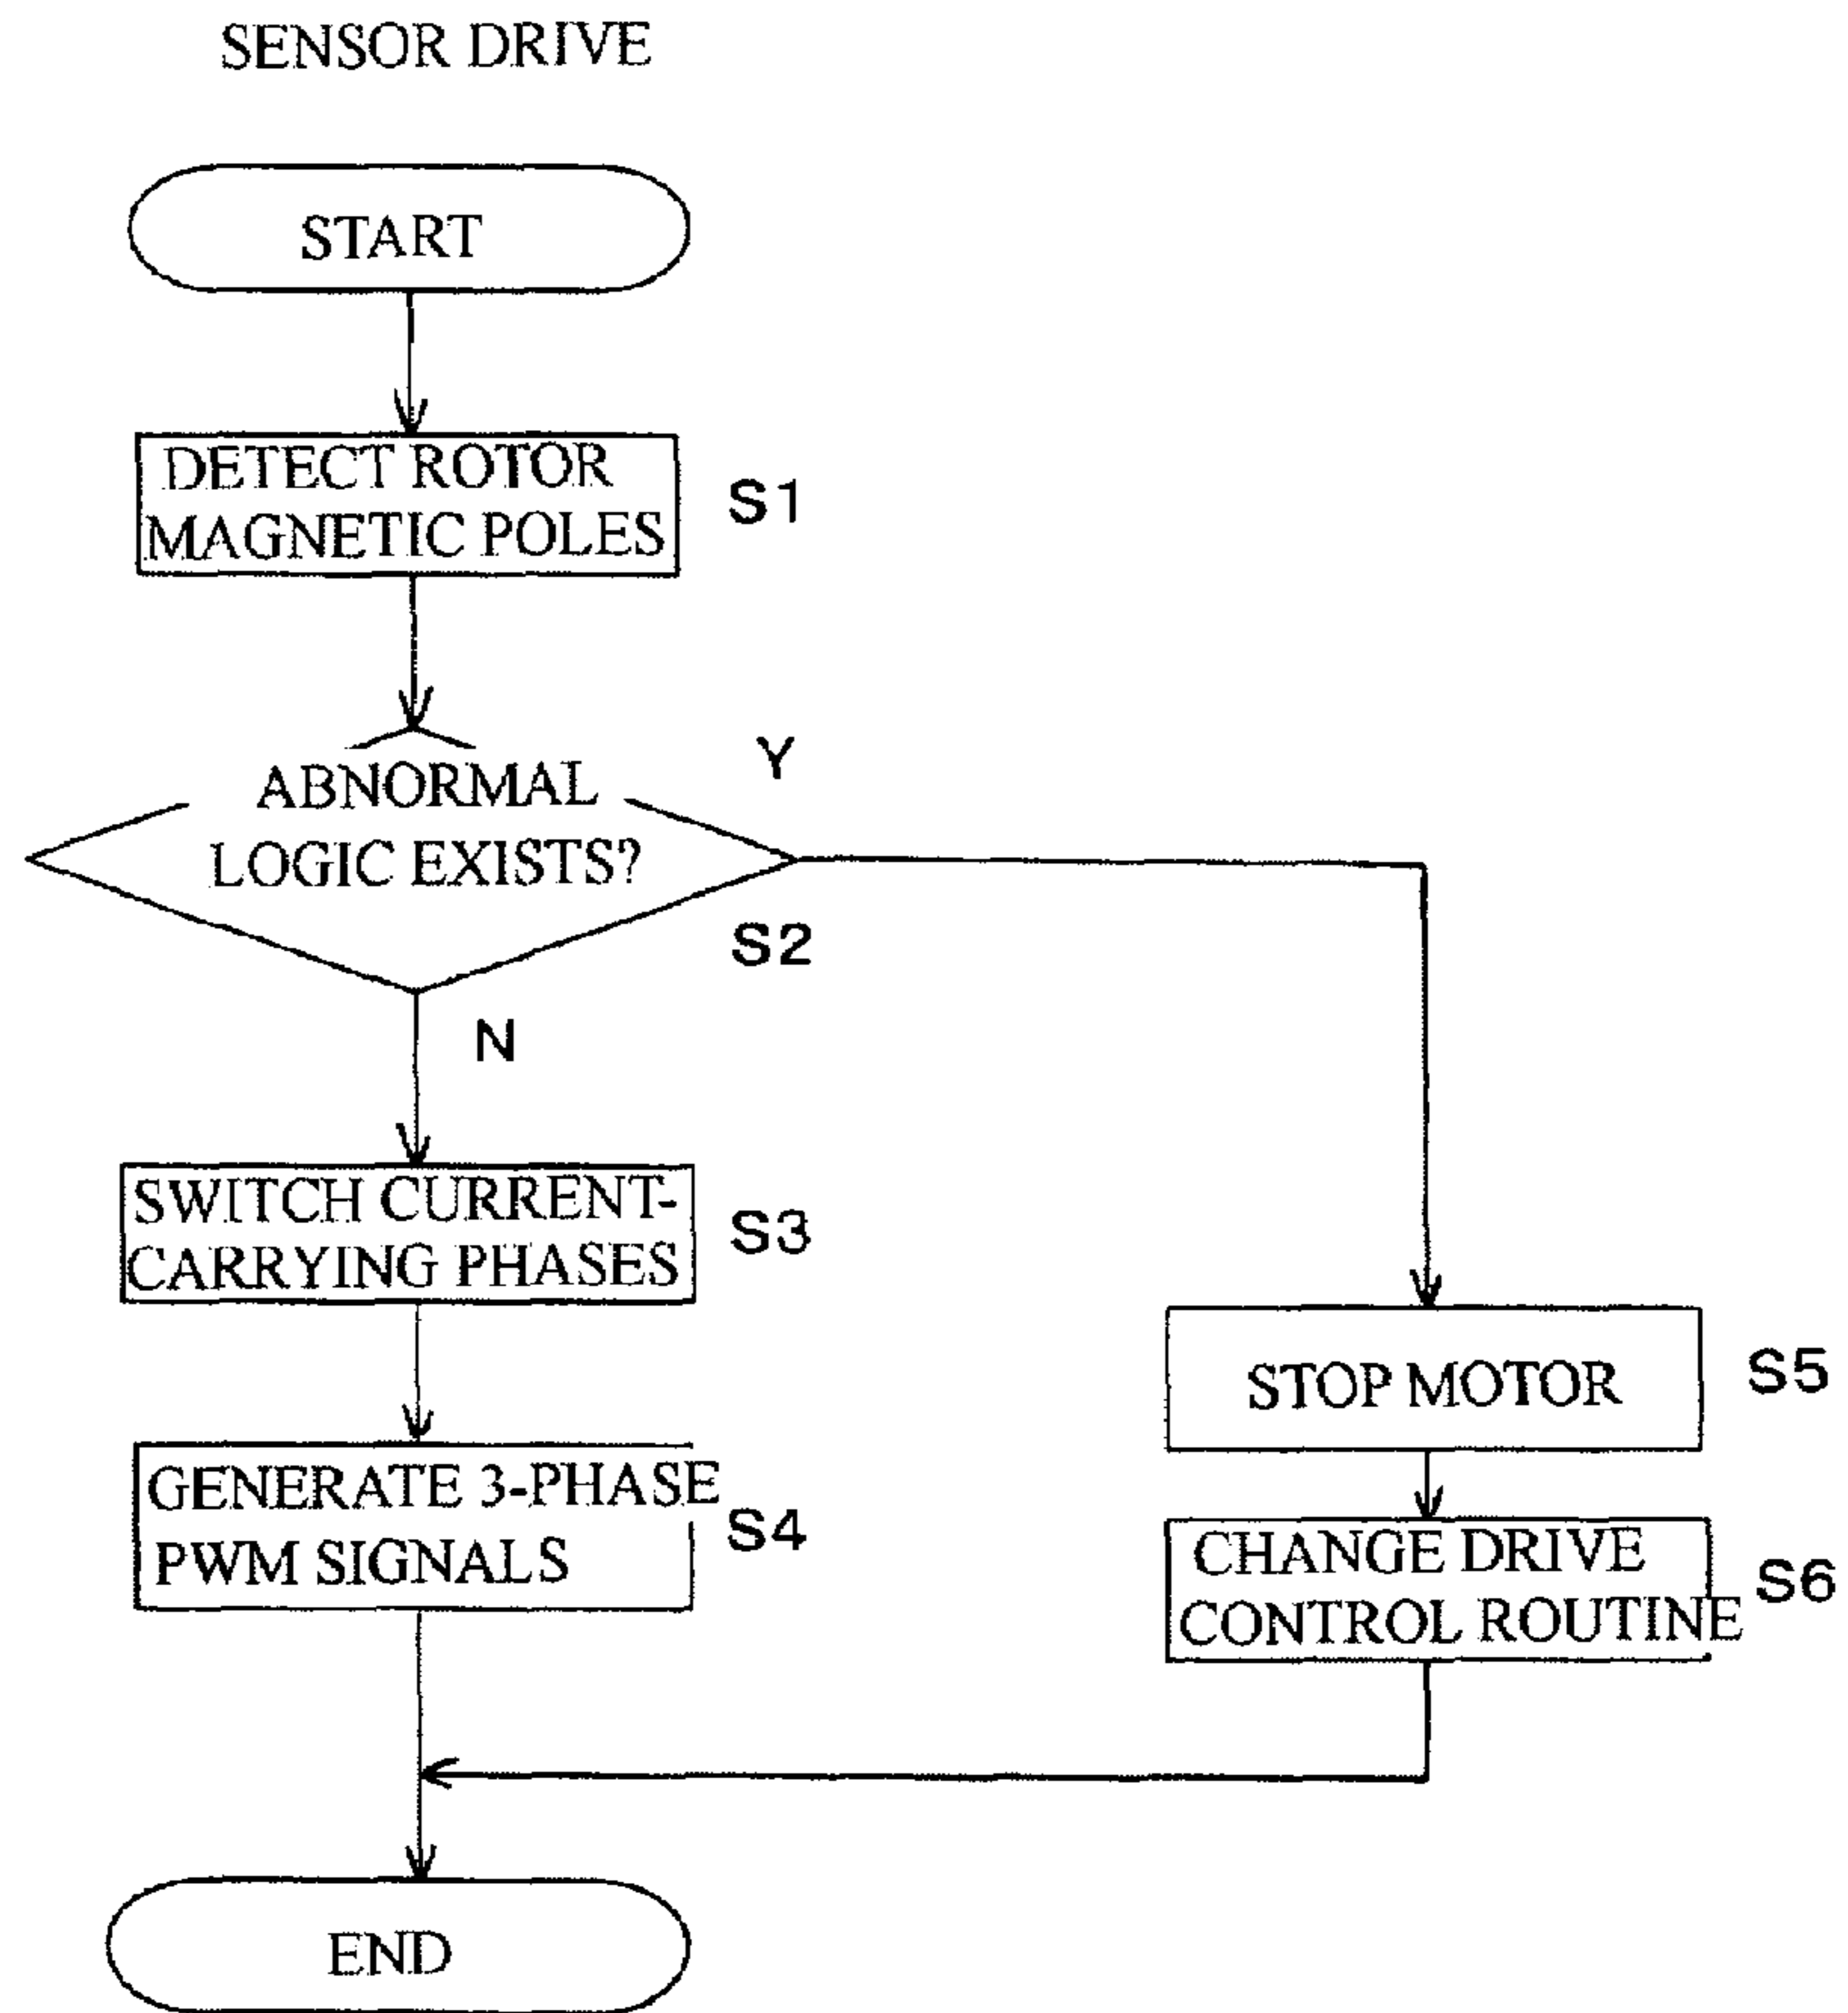 SENSOR DRIVE
START
DETECT ROTOR
MAGNETIC POLES
S1
ABNORMAL
LOGIC EXISTS?
Y
S2
N
SWITCH CURRENT-
CARRYING PHASES
S3
GENERATE 3-PHASE
PWM SIGNALS
S4
STOP MOTOR
S5
CHANGE DRIVE
CONTROL ROUTINE
S6
END